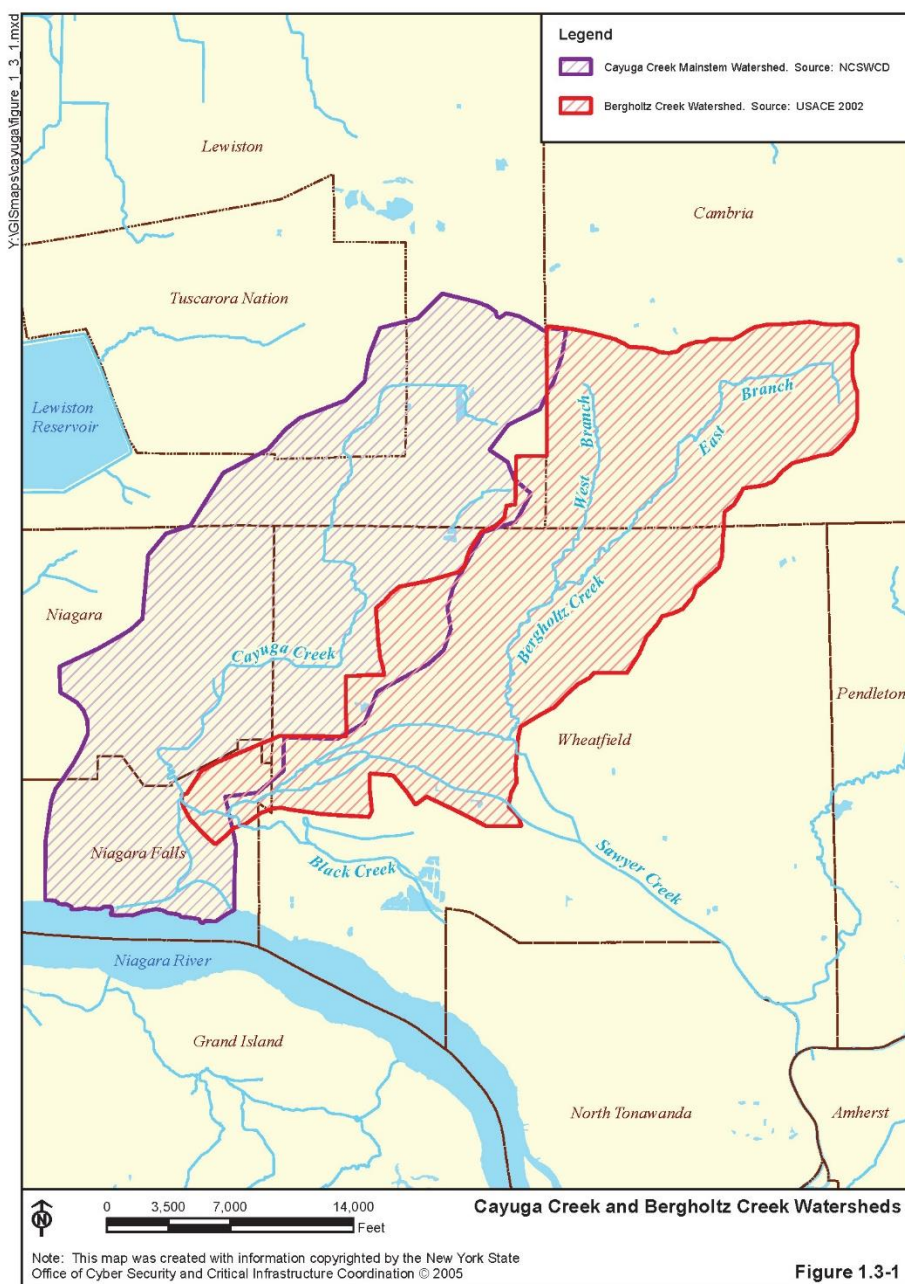 Y:\GISmaps\cayuga\figure_1_3_1.mxd
Legend
Cayuga Creek Mainstem Watershed. Source: NCSWCD
Bergholtz Creek Watershed. Source: USACE 2002
Lewiston
Cambria
Tuscarora Nation
Lewiston
Reservoir
West Branch
East Branch
Niagara
Cayuga Creek
Bergholtz Creek
Pendleton
Wheatfield
Niagara Falls
Black Creek
Sawyer Creek
Niagara River
Grand Island
North Tonawanda
Amherst
N
0 3,500 7,000 14,000
Feet
Cayuga Creek and Bergholtz Creek Watersheds
Note: This map was created with information copyrighted by the New York State
Office of Cyber Security and Critical Infrastructure Coordination © 2005
Figure 1.3-1